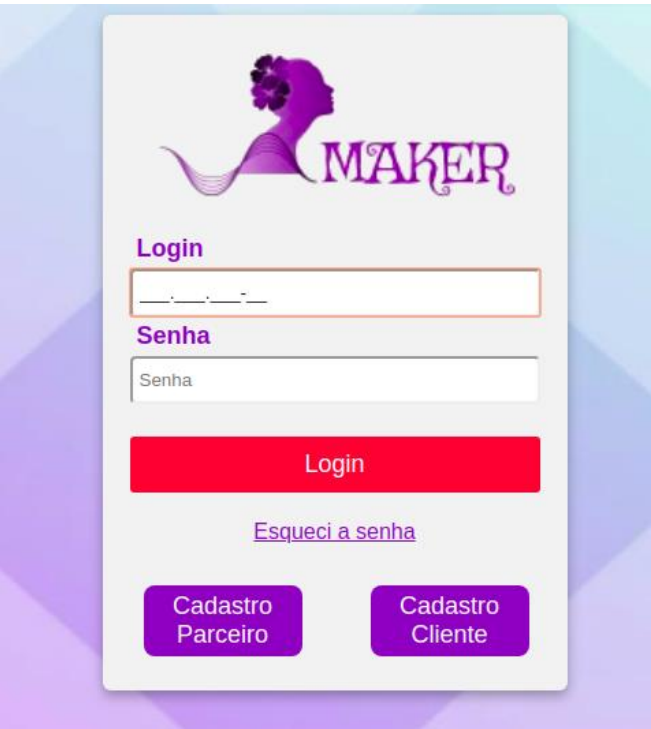 MAKER
Login
___.___.___-__
Senha
Senha
Login
Esqueci a senha
Cadastro
Parceiro
Cadastro
Cliente